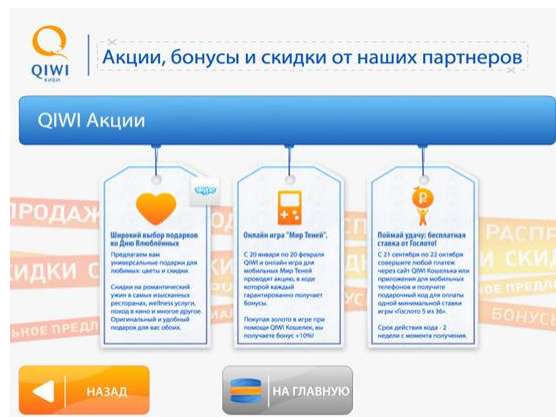 QIWI
КИВИ
Акции, бонусы и скидки от наших партнеров
QIWI Акции
Широкий выбор подарков
ко Дню Влюблённых
Предлагаем вам
универсальные подарки для
любимых: цветы и скидки.
Скидки на романтический
ужин в самых изысканных
ресторанах, wellness услуги,
поход в кино и многое другое.
Оригинальный и удобный
подарок для вас обоих.
skype
Онлайн игра "Мир Теней".
С 20 января по 20 февраля
QIWI и онлайн игра для
мобильных Мир Теней
проводят акцию, в ходе
которой каждый
гарантированно получает
бонусы.
Покупая золото в игре при
помощи QIWI Кошелек, вы
получаете бонус +10%!
Поймай удачу: бесплатная
ставка от Гослото!
С 21 сентября по 22 октября
совершите любой платеж
через сайт QIWI Кошелька или
приложения для мобильных
телефонов и получите
подарочный код для оплаты
одной минимальной ставки
игры «Гослото 5 из 36».
Срок действия кода - 2
недели с момента получения.
НАЗАД
НА ГЛАВНУЮ